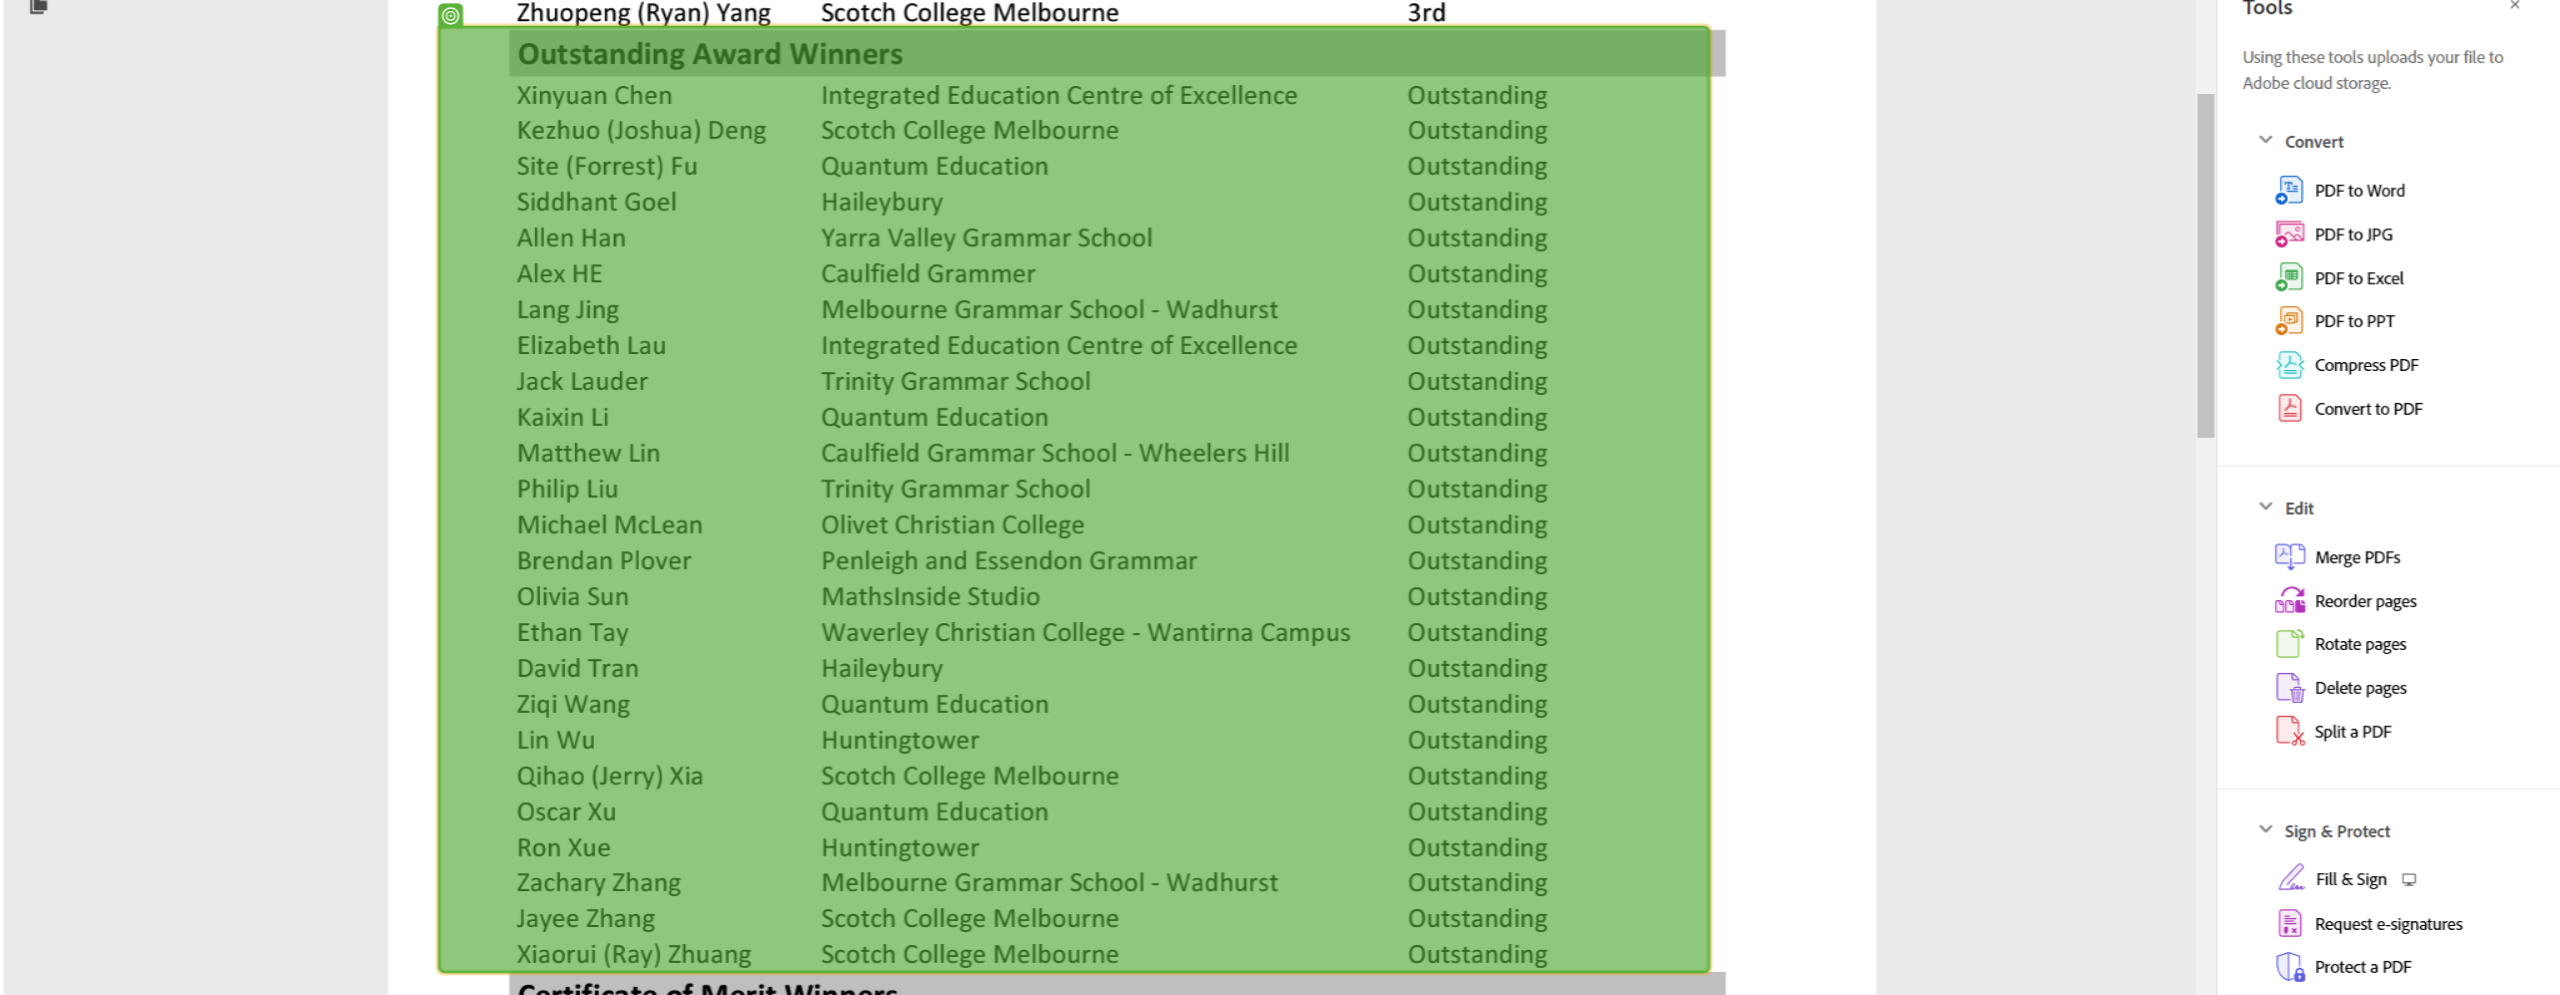 Zhuopeng (Ryan) Yang Scotch College Melbourne 3rd
Outstanding Award Winners
Xinyuan Chen Integrated Education Centre of Excellence Outstanding
Kezhuo (Joshua) Deng Scotch College Melbourne Outstanding
Site (Forrest) Fu Quantum Education Outstanding
Siddhant Goel Haileybury Outstanding
Allen Han Yarra Valley Grammar School Outstanding
Alex HE Caulfield Grammer Outstanding
Lang Jing Melbourne Grammar School - Wadhurst Outstanding
Elizabeth Lau Integrated Education Centre of Excellence Outstanding
Jack Lauder Trinity Grammar School Outstanding
Kaixin Li Quantum Education Outstanding
Matthew Lin Caulfield Grammar School - Wheelers Hill Outstanding
Philip Liu Trinity Grammar School Outstanding
Michael McLean Olivet Christian College Outstanding
Brendan Plover Penleigh and Essendon Grammar Outstanding
Olivia Sun MathsInside Studio Outstanding
Ethan Tay Waverley Christian College - Wantirna Campus Outstanding
David Tran Haileybury Outstanding
Ziqi Wang Quantum Education Outstanding
Lin Wu Huntingtower Outstanding
Qihao (Jerry) Xia Scotch College Melbourne Outstanding
Oscar Xu Quantum Education Outstanding
Ron Xue Huntingtower Outstanding
Zachary Zhang Melbourne Grammar School - Wadhurst Outstanding
Jayee Zhang Scotch College Melbourne Outstanding
Xiaorui (Ray) Zhuang Scotch College Melbourne Outstanding
Certificate of Merit Winners
Tools
Using these tools uploads your file to
Adobe cloud storage.
Convert
PDF to Word
PDF to JPG
PDF to Excel
PDF to PPT
Compress PDF
Convert to PDF
Edit
Merge PDFs
Reorder pages
Rotate pages
Delete pages
Split a PDF
Sign & Protect
Fill & Sign
Request e-signatures
Protect a PDF